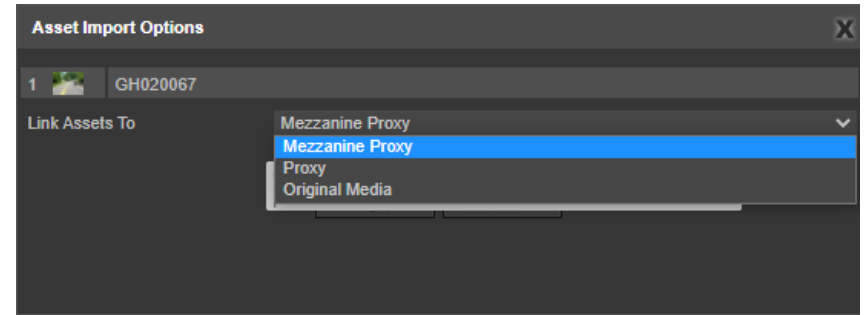 Asset Import Options X
1 GH020067
Link Assets To Mezzanine Proxy
Mezzanine Proxy
Proxy
Original Media